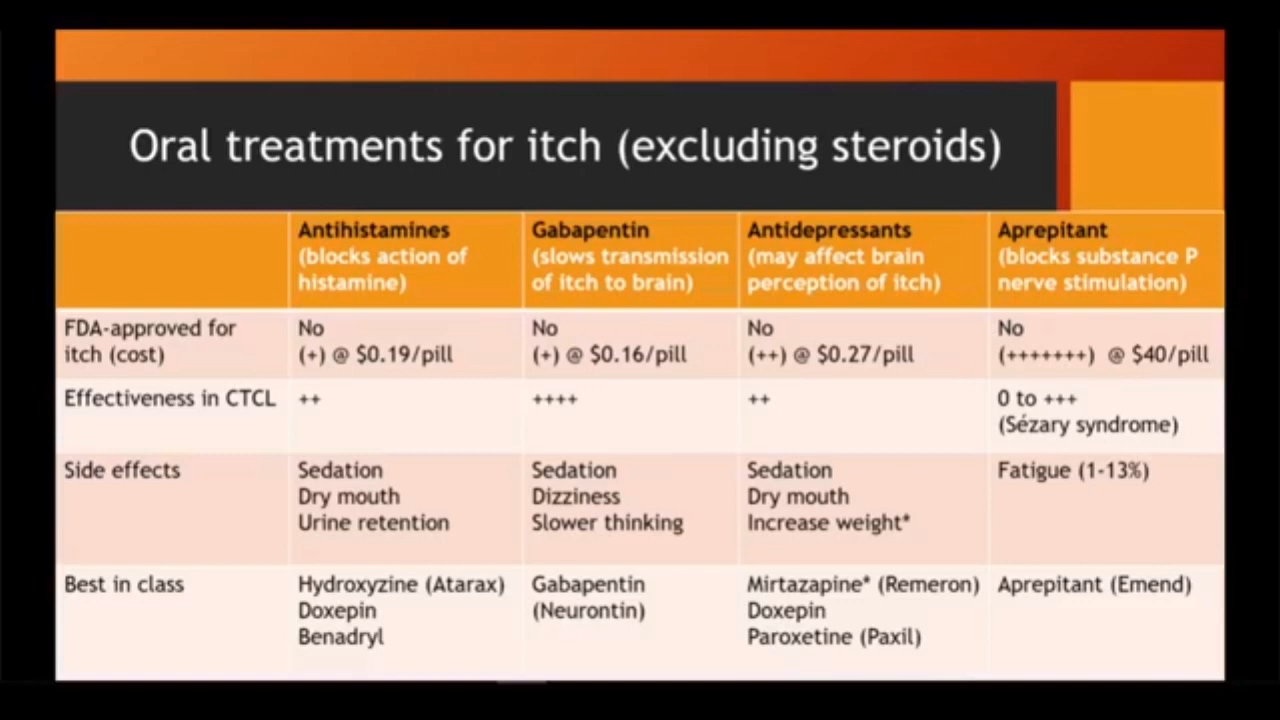 Oral treatments for itch (excluding steroids)
Antihistamines
(blocks action of
histamine)
Gabapentin
(slows transmission
of itch to brain)
Antidepressants
(may affect brain
perception of itch)
Aprepitant
(blocks substance P
nerve stimulation)
FDA-approved for
itch (cost)
No
(+) @ $0.19/pill
No
(+) @ $0.16/pill
No
(++) @ $0.27/pill
No
(+++++++) @ $40/pill
Effectiveness in CTCL
++
++++
++
0 to +++
(Sézary syndrome)
Side effects
Sedation
Dry mouth
Urine retention
Sedation
Dizziness
Slower thinking
Sedation
Dry mouth
Increase weight*
Fatigue (1-13%)
Best in class
Hydroxyzine (Atarax)
Doxepin
Benadryl
Gabapentin
(Neurontin)
Mirtazapine* (Remeron)
Doxepin
Paroxetine (Paxil)
Aprepitant (Emend)